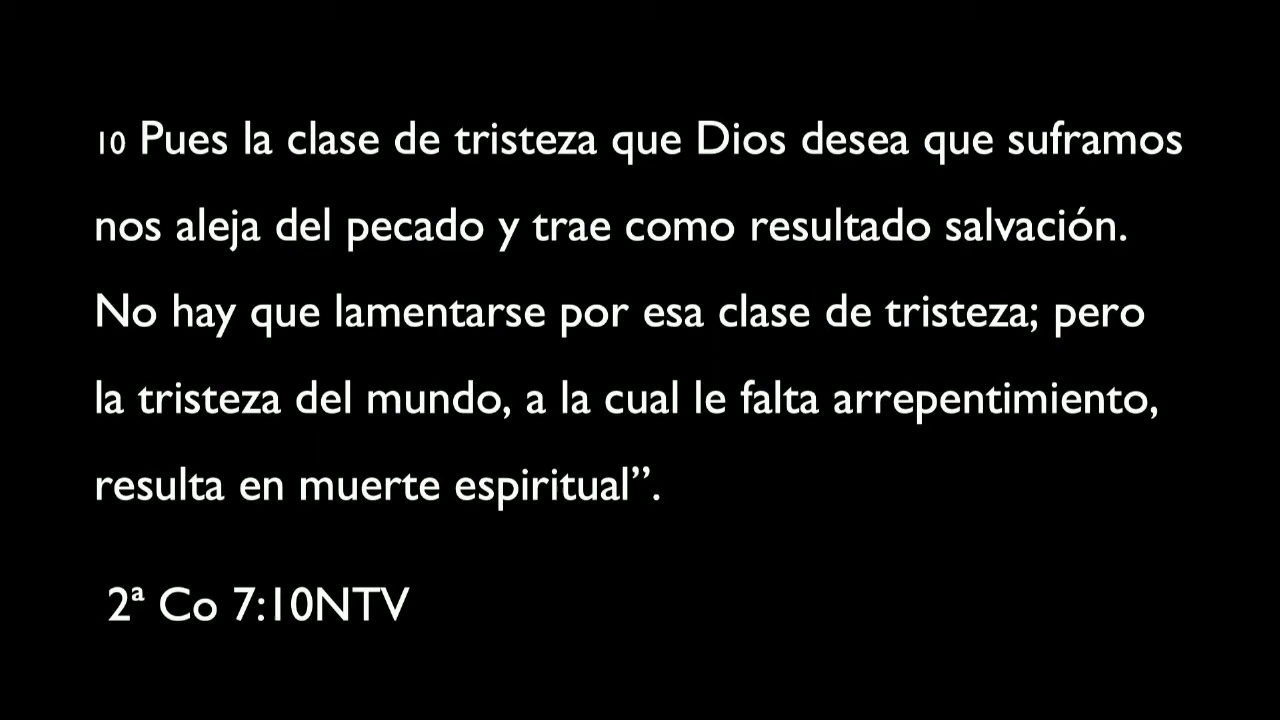 10 Pues la clase de tristeza que Dios desea que suframos
nos aleja del pecado y trae como resultado salvación.
No hay que lamentarse por esa clase de tristeza; pero
la tristeza del mundo, a la cual le falta arrepentimiento,
resulta en muerte espiritual”.
2ª Co 7:10NTV